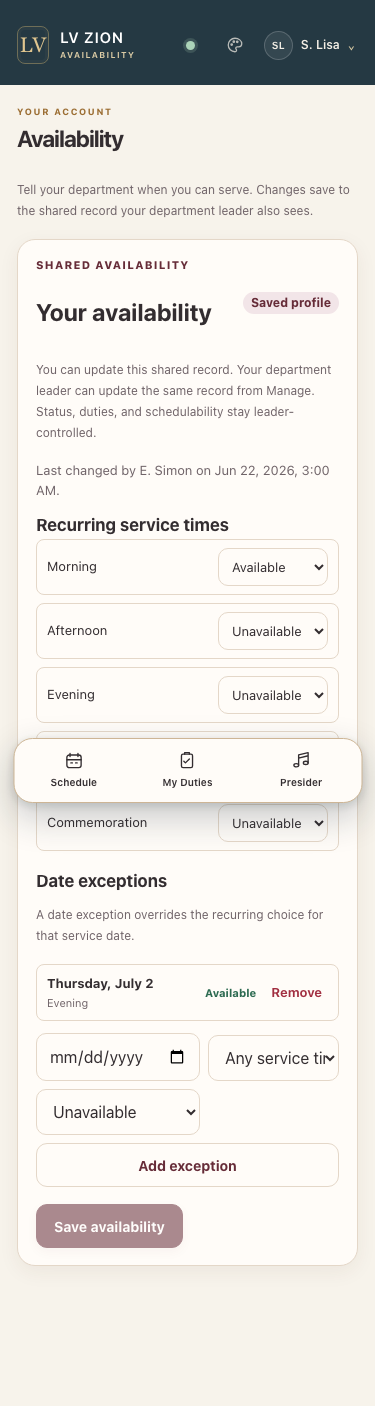 LV
LV ZION
AVAILABILITY
SL
S. Lisa
YOUR ACCOUNT
Availability
Tell your department when you can serve. Changes save to
the shared record your department leader also sees.
SHARED AVAILABILITY
Your availability
Saved profile
You can update this shared record. Your department
leader can update the same record from Manage.
Status, duties, and schedulability stay leader-
controlled.
Last changed by E. Simon on Jun 22, 2026, 3:00
AM.
Recurring service times
Morning
Available
Afternoon
Unavailable
Evening
Unavailable
Schedule
My Duties
Presider
Commemoration
Unavailable
Date exceptions
A date exception overrides the recurring choice for
that service date.
Thursday, July 2
Evening
Available
Remove
mm/dd/yyyy
Any service tir
Unavailable
Add exception
Save availability